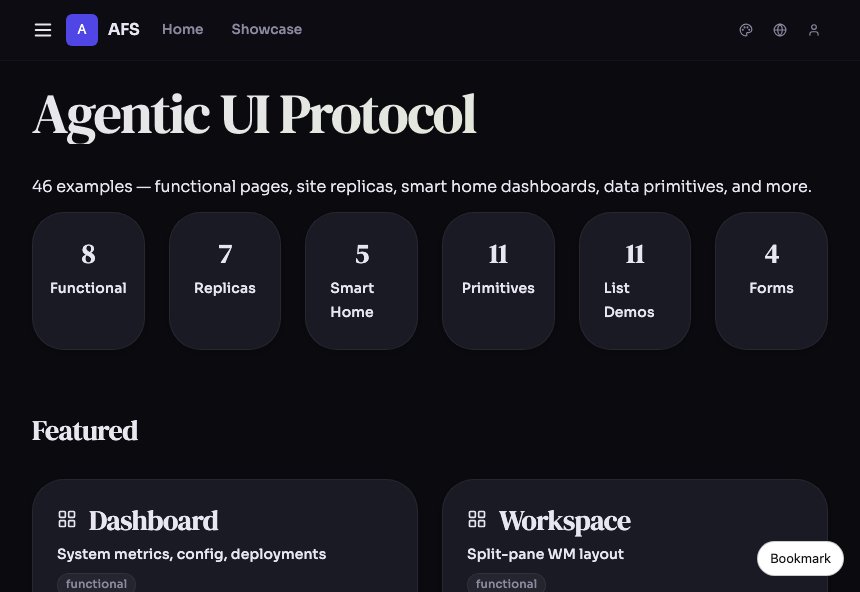 A AFS Home Showcase
Agentic UI Protocol
46 examples — functional pages, site replicas, smart home dashboards, data primitives, and more.
8 7 5 11 11 4
Functional Replicas Smart Primitives List Forms
Home Demos
Featured
Dashboard
System metrics, config, deployments
functional
Workspace
Split-pane WM layout
functional
Bookmark